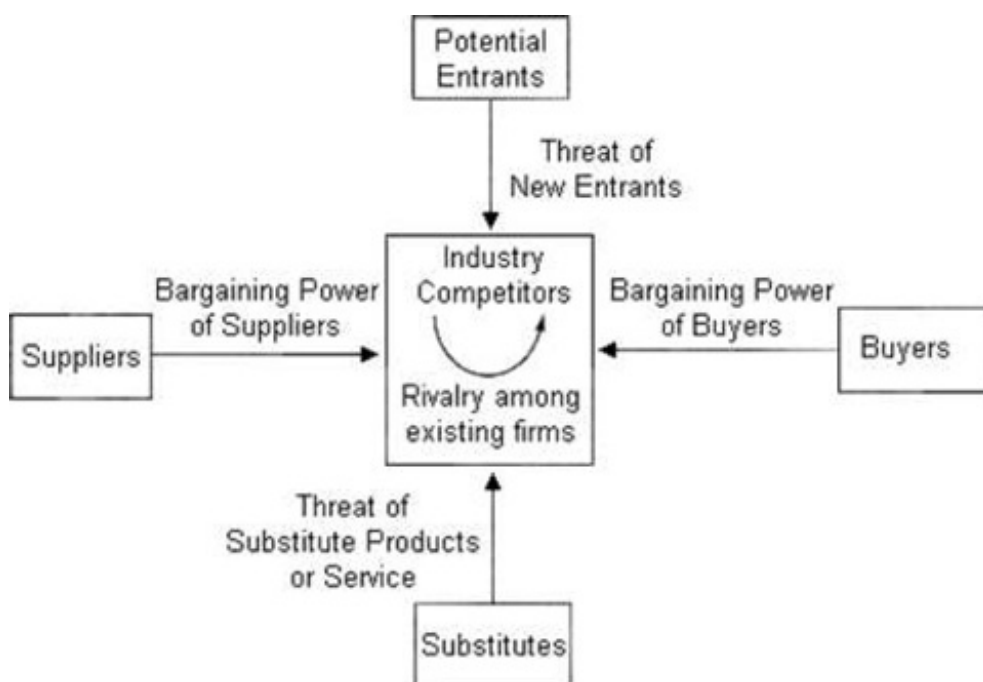 Potential
Entrants
Threat of
New Entrants
Industry
Competitors
Rivalry among
existing firms
Bargaining Power
of Suppliers
Suppliers
Bargaining Power
of Buyers
Buyers
Threat of
Substitute Products
or Service
Substitutes